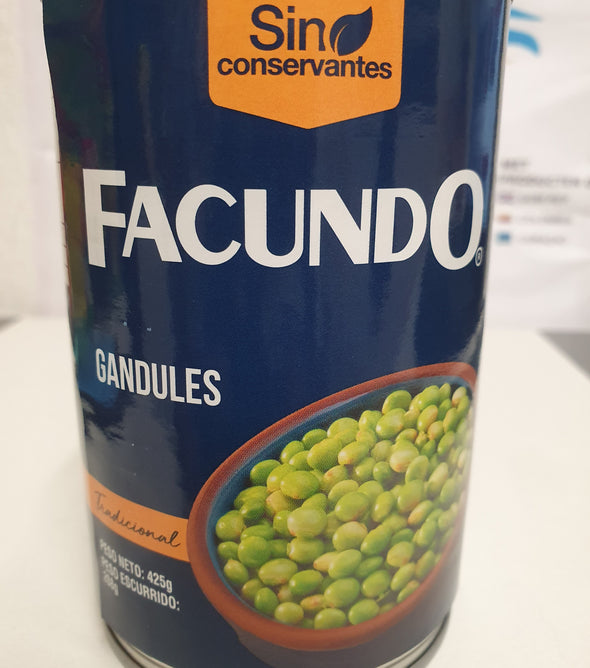 Sin
conservantes
FACUNDO®
GANDULES
Tradicional
PESO NETO: 425g
PESO ESCURRIDO: